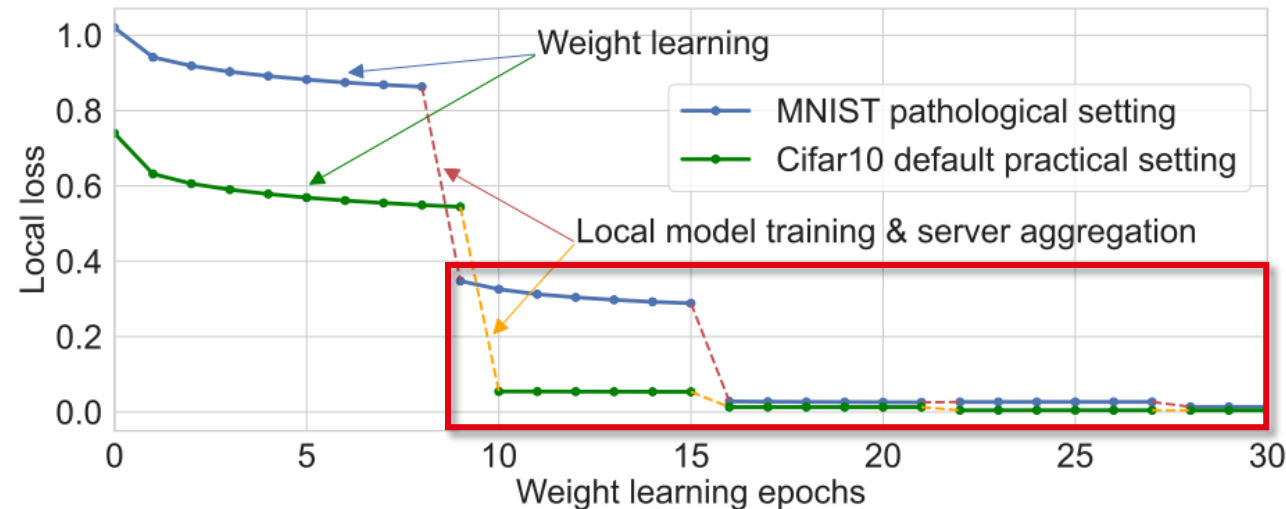 Weight learning
MNIST pathological setting
Cifar10 default practical setting
Local model training & server aggregation
Local loss
1.0
0.8
0.6
0.4
0.2
0.0
0 5 10 15 20 25 30
Weight learning epochs